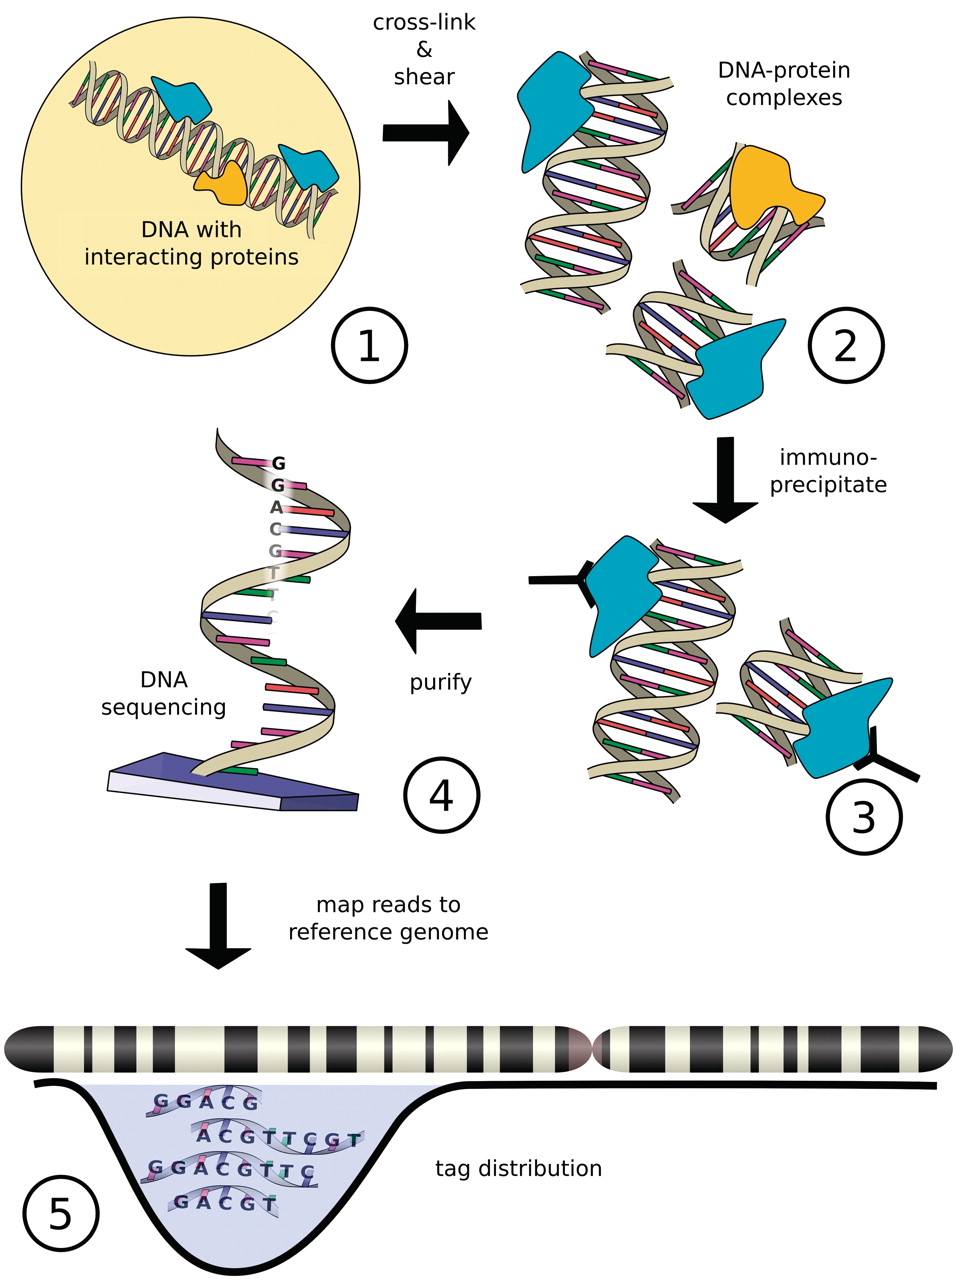 cross-link
&
shear
DNA-protein
complexes
DNA with
interacting proteins
1
2
immuno-
precipitate
G
G
A
C
G
T
T
C
purify
DNA
sequencing
4
3
map reads to
reference genome
GGACG
ACGTTCGT
GGACGTTC
GACGT
tag distribution
5